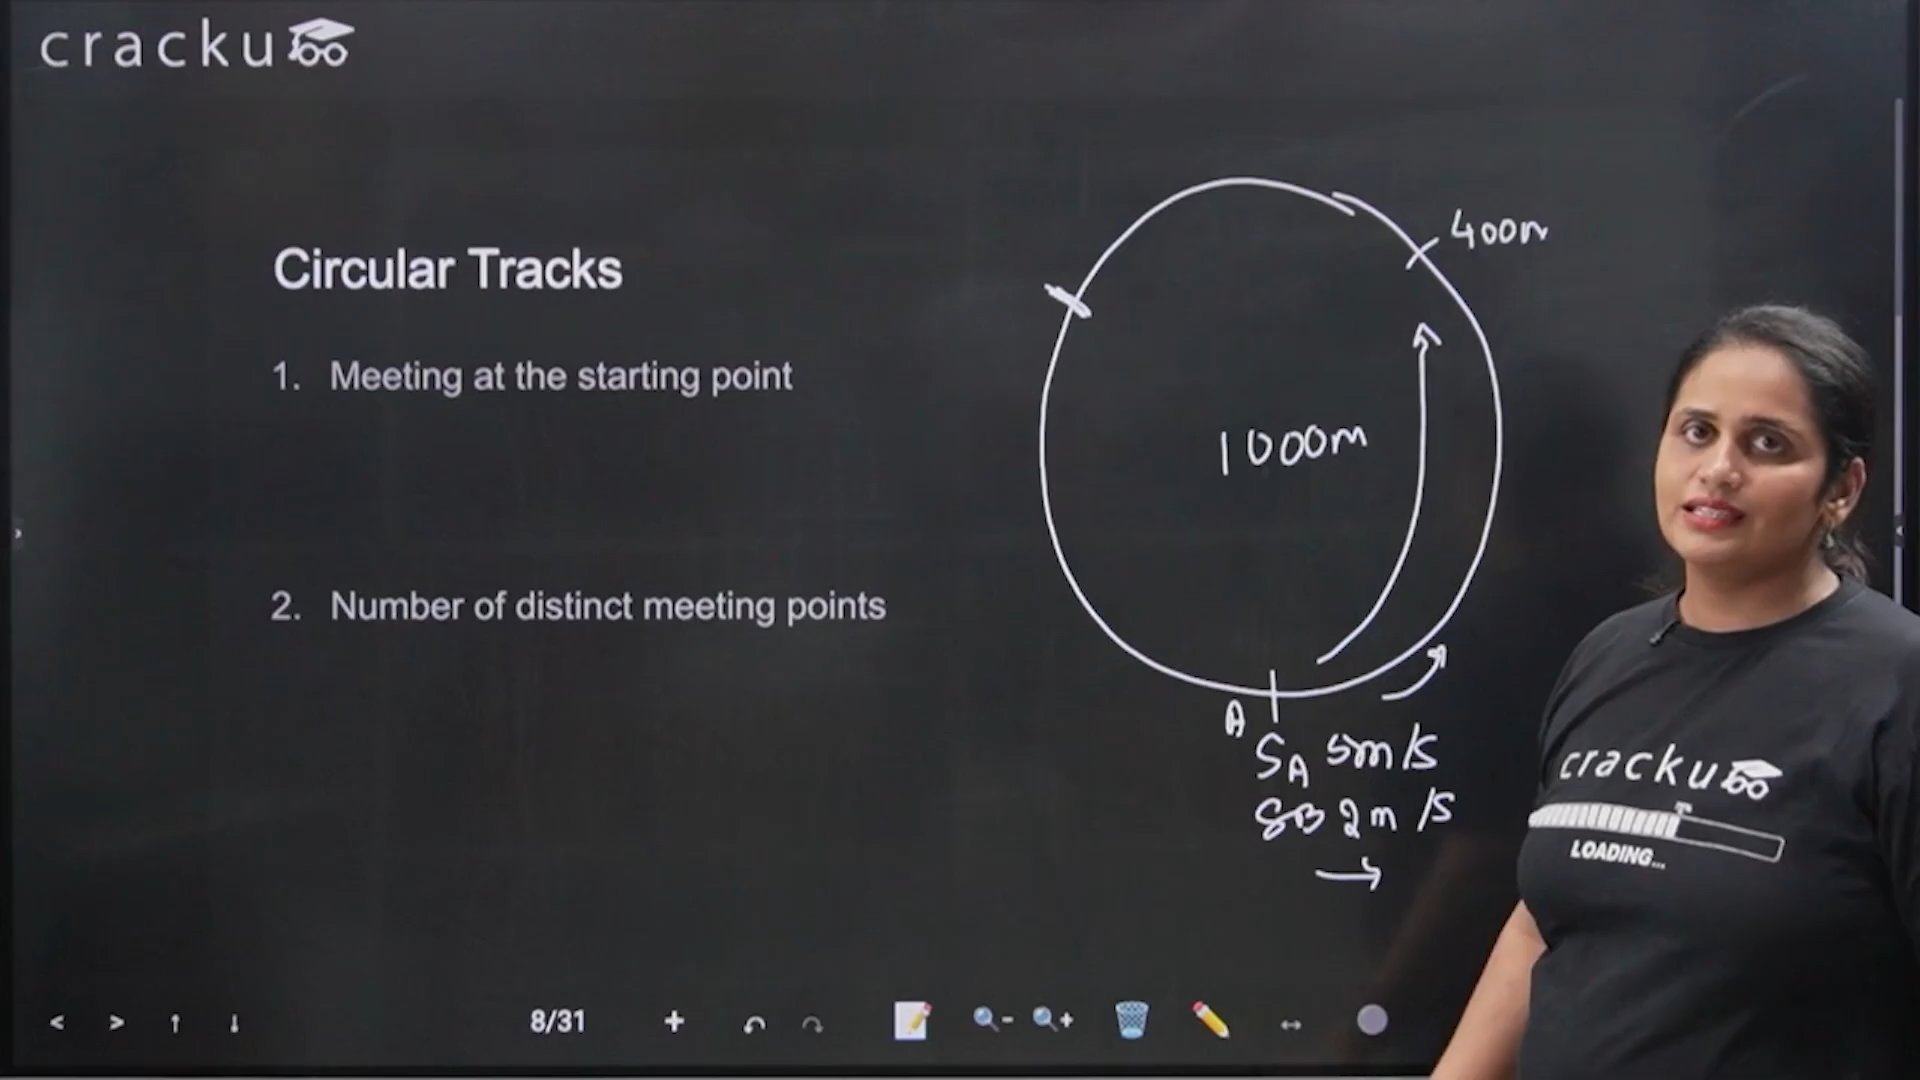 cracku
Circular Tracks
1. Meeting at the starting point
2. Number of distinct meeting points
400m
1000m
A
SA 5m/s
SB 2m/s
cracku
LOADING...
8/31